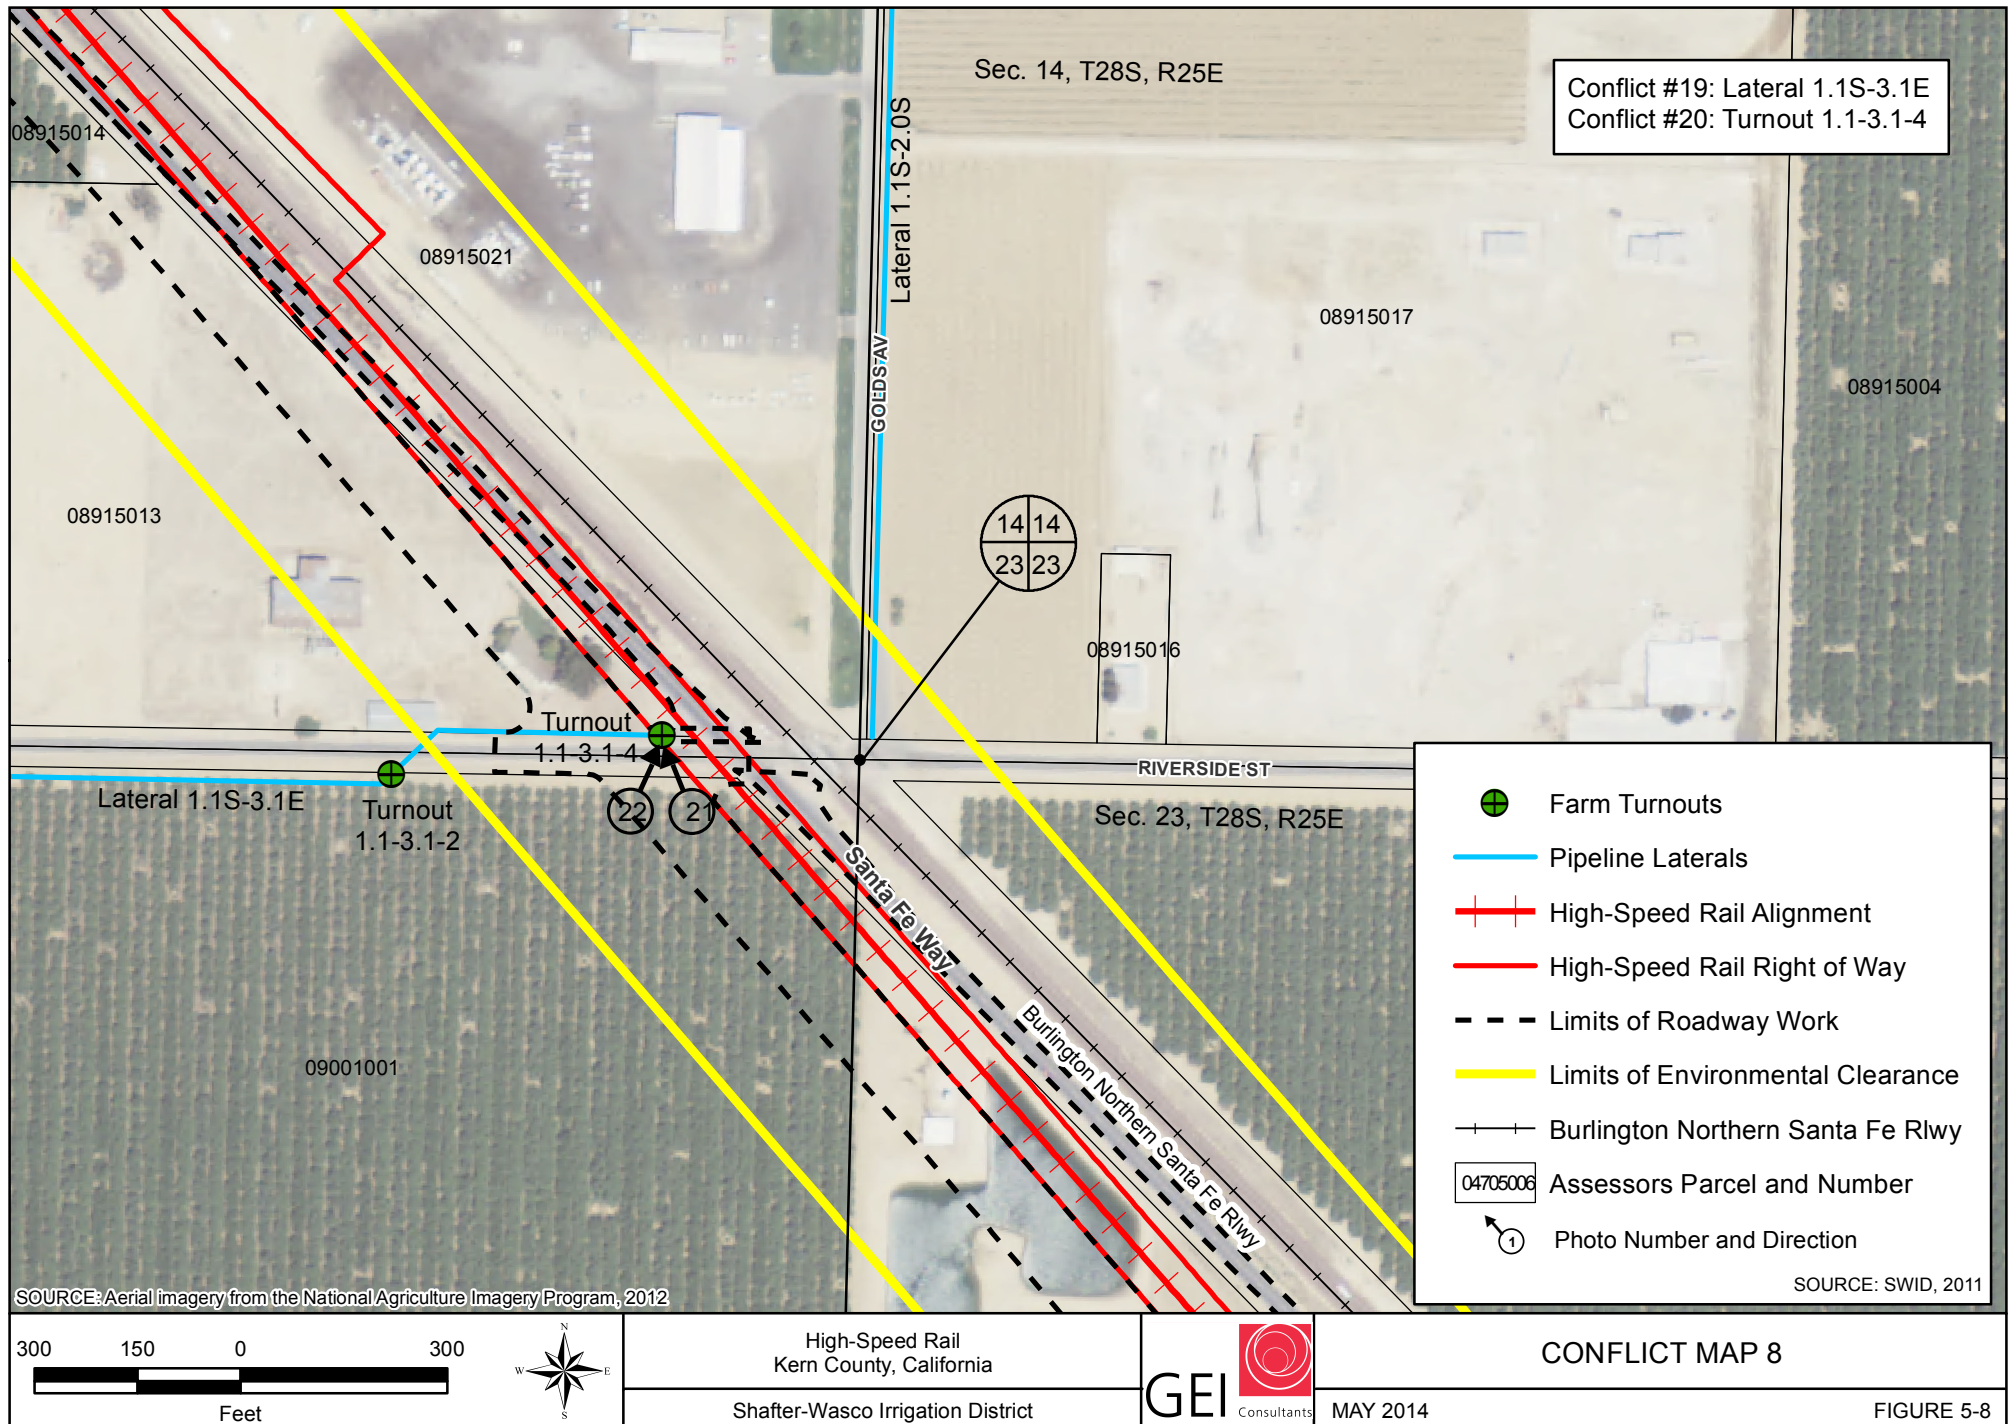 Sec. 14, T28S, R25E
Conflict #19: Lateral 1.1S-3.1E
Conflict #20: Turnout 1.1-3.1-4
08915014
Lateral 1.1S-2.0S
08915021
08915017
GOLDS AV
08915004
08915013
14 14
23 23
08915016
Turnout
1.1-3.1-4
RIVERSIDE ST
Lateral 1.1S-3.1E
Turnout
1.1-3.1-2
22
21
Sec. 23, T28S, R25E
Santa Fe Way
Burlington Northern Santa Fe Rlwy
09001001
Farm Turnouts
Pipeline Laterals
High-Speed Rail Alignment
High-Speed Rail Right of Way
Limits of Roadway Work
Limits of Environmental Clearance
Burlington Northern Santa Fe Rlwy
04705006 Assessors Parcel and Number
1 Photo Number and Direction
SOURCE: SWID, 2011
SOURCE: Aerial imagery from the National Agriculture Imagery Program, 2012
300 150 0 300
Feet
N
W E
S
High-Speed Rail
Kern County, California
Shafter-Wasco Irrigation District
GEI Consultants
CONFLICT MAP 8
MAY 2014
FIGURE 5-8